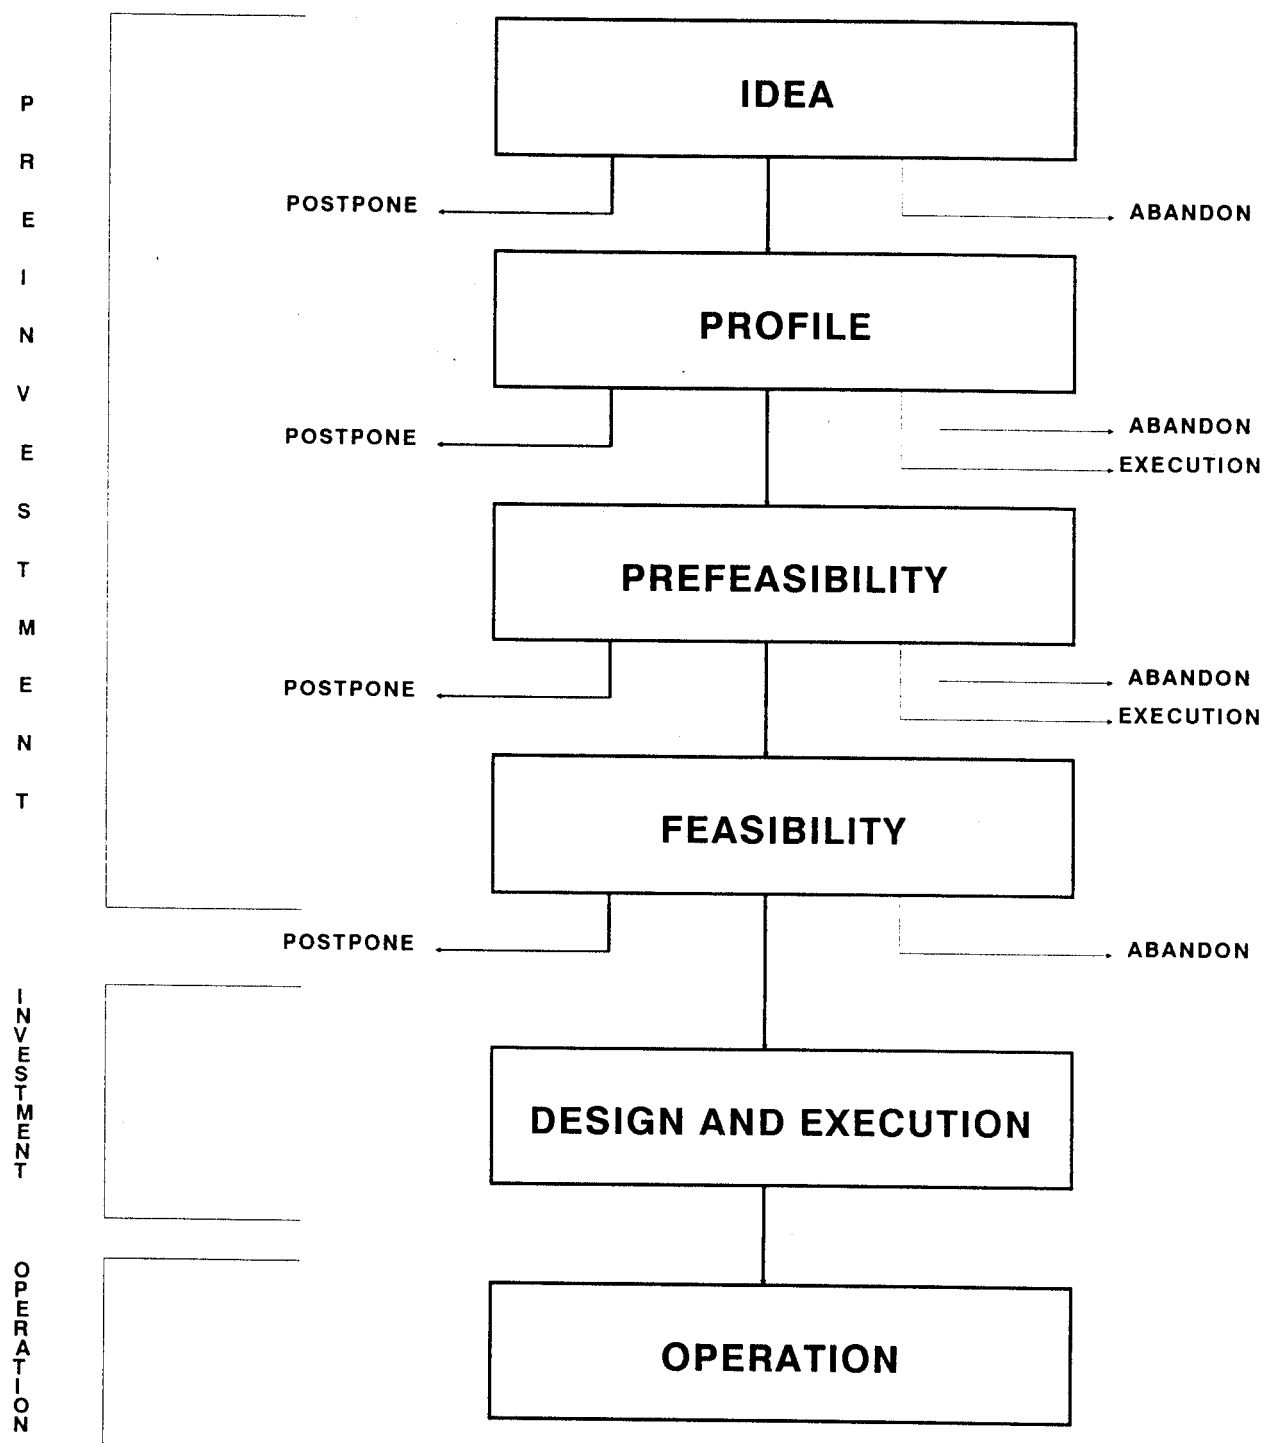 PREINVESTMENT
IDEA
POSTPONE
ABANDON
PROFILE
POSTPONE
ABANDON
EXECUTION
PREFEASIBILITY
POSTPONE
ABANDON
EXECUTION
FEASIBILITY
POSTPONE
ABANDON
INVESTMENT
DESIGN AND EXECUTION
OPERATION
OPERATION